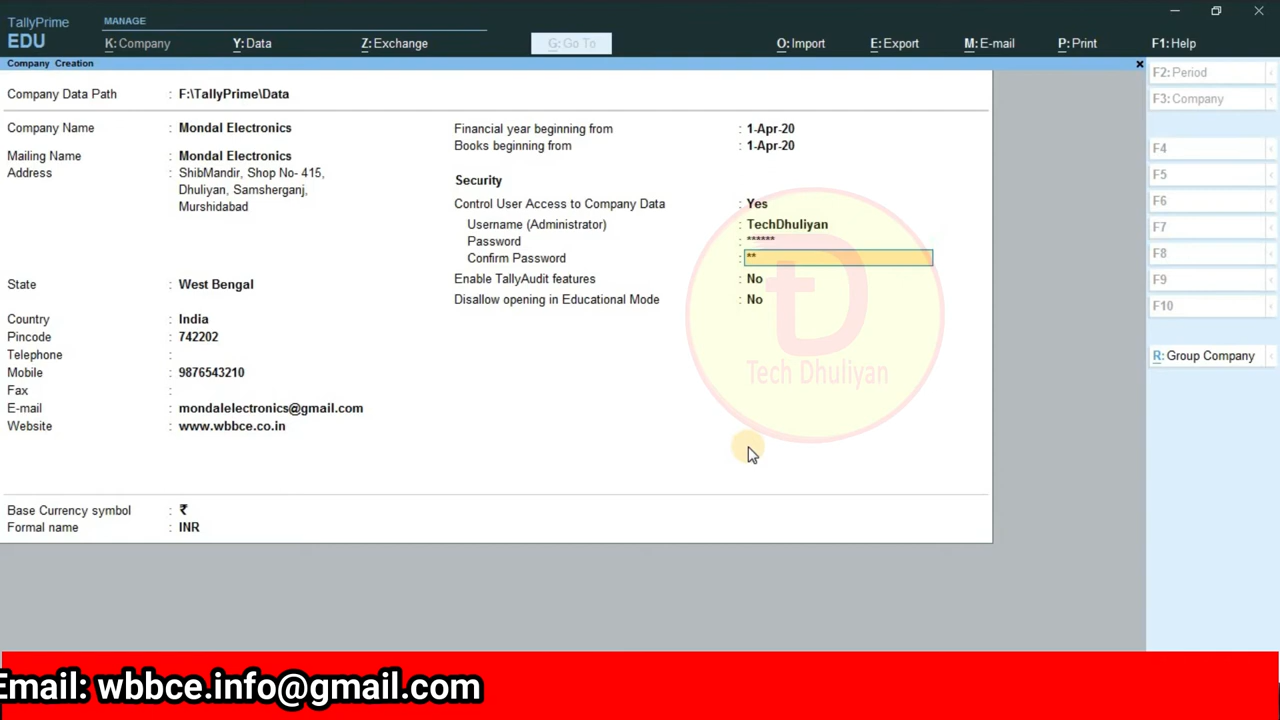 TallyPrime
EDU
MANAGE
K: Company
Y: Data
Z: Exchange
G: Go To
O: Import
E: Export
M: E-mail
P: Print
F1: Help
Company Creation
F2: Period
F3: Company
F4
F5
F6
F7
F8
F9
F10
R: Group Company
Company Data Path : F:\TallyPrime\Data
Company Name : Mondal Electronics
Mailing Name : Mondal Electronics
Address : ShibMandir, Shop No- 415,
Dhuliyan, Samsherganj,
Murshidabad
State : West Bengal
Country : India
Pincode : 742202
Telephone :
Mobile : 9876543210
Fax :
E-mail : mondalelectronics@gmail.com
Website : www.wbbce.co.in
Base Currency symbol : ₹
Formal name : INR
Financial year beginning from : 1-Apr-20
Books beginning from : 1-Apr-20
Security
Control User Access to Company Data : Yes
Username (Administrator) : TechDhuliyan
Password : ******
Confirm Password : **
Enable TallyAudit features : No
Disallow opening in Educational Mode : No
Tech Dhuliyan
Email: wbbce.info@gmail.com